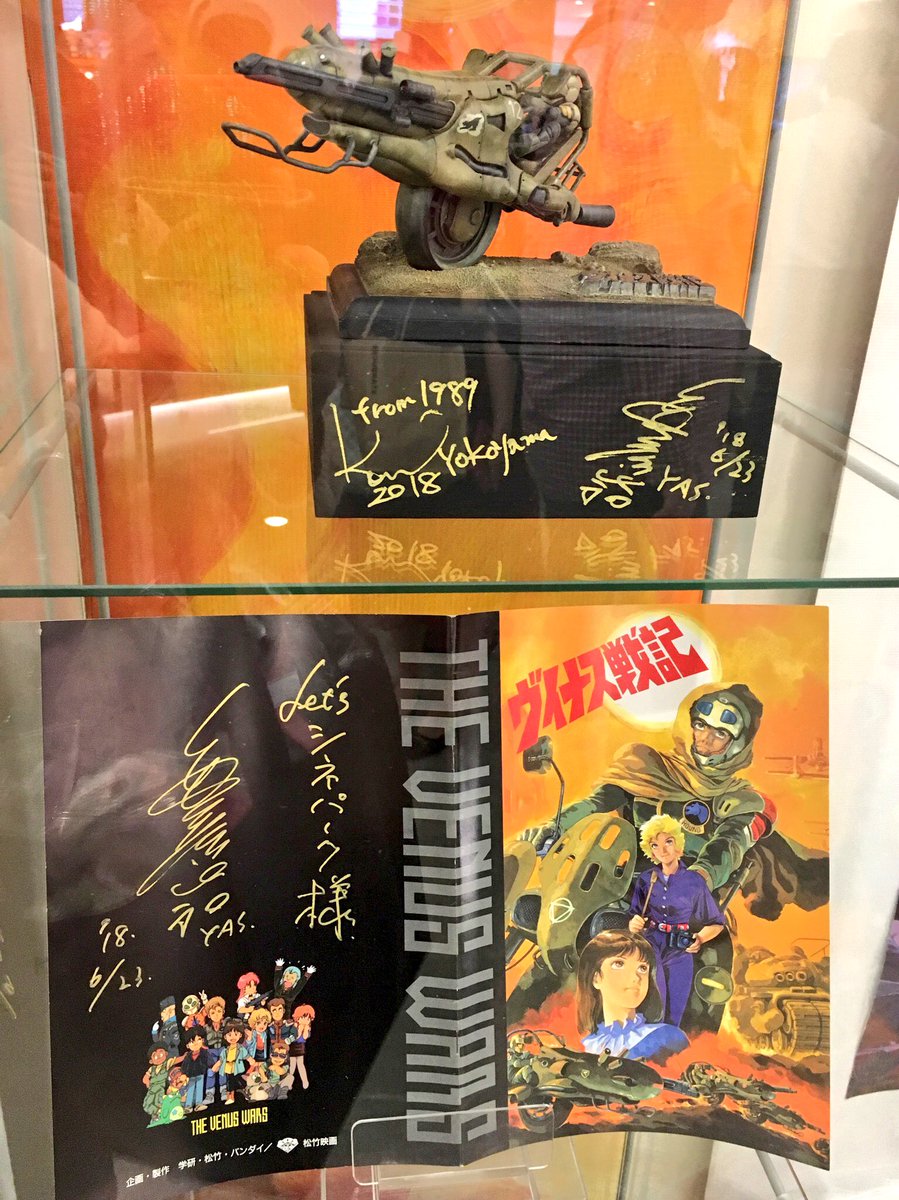 from 1989
Kow Yokoyama
2018
'18
6/23
YAS.
Let's
シネパーク
様
YAS.
'18.
6/23.
THE VENUS WARS
企画・製作 学研・松竹・バンダイ／松竹映画
THE VENUS WARS
ヴイナス戦記